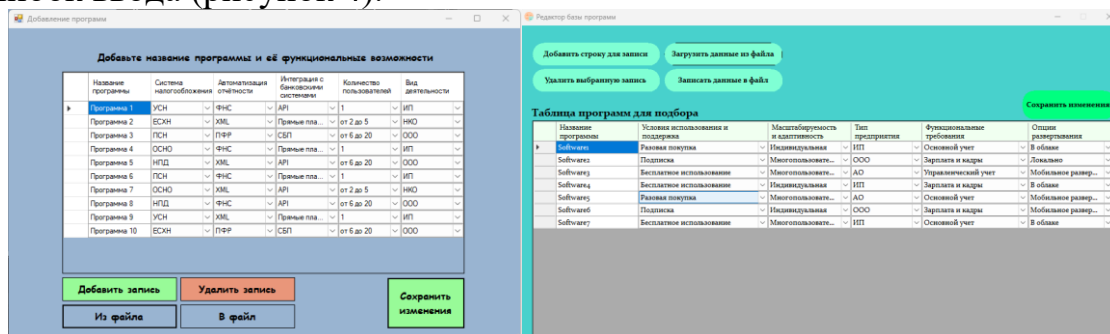 список ввода (рисунок 4).
Добавление программ
Добавьте название программы и её функциональные возможности
Название программы Система налогообложения Автоматизация отчётности Интеграция с банковскими системами Количество пользователей Вид деятельности
Программа 1 УСН ФНС API 1 ИП
Программа 2 ЕСХН XML Прямые пла... от 2 до 5 НКО
Программа 3 ПСН ПФР СБП от 6 до 20 ООО
Программа 4 ОСНО ФНС Прямые пла... 1 ИП
Программа 5 НПД XML API от 6 до 20 ООО
Программа 6 ПСН ФНС Прямые пла... 1 ИП
Программа 7 ОСНО XML API от 2 до 5 НКО
Программа 8 НПД ФНС API от 6 до 20 ООО
Программа 9 УСН XML Прямые пла... 1 ИП
Программа 10 ЕСХН ПФР СБП от 6 до 20 ООО
Добавить запись Удалить запись
Из файла В файл
Сохранить изменения
Редактор базы программ
Добавить строку для записи Загрузить данные из файла
Удалить выбранную запись Записать данные в файл
Сохранить изменения
Таблица программ для подбора
Название программы Условия использования и поддержка Масштабируемость и адаптивность Тип предприятия Функциональные требования Опции развертывания
Software1 Разовая покупка Индивидуальная ИП Основной учет В облаке
Software2 Подписка Многопользовате... ООО Зарплата и кадры Локально
Software3 Бесплатное использование Многопользовате... АО Управленческий учет Мобильное развер...
Software4 Бесплатное использование Индивидуальная ИП Зарплата и кадры В облаке
Software5 Разовая покупка Многопользовате... АО Основной учет Мобильное развер...
Software6 Подписка Индивидуальная ООО Зарплата и кадры Мобильное развер...
Software7 Бесплатное использование Многопользовате... ИП Основной учет В облаке